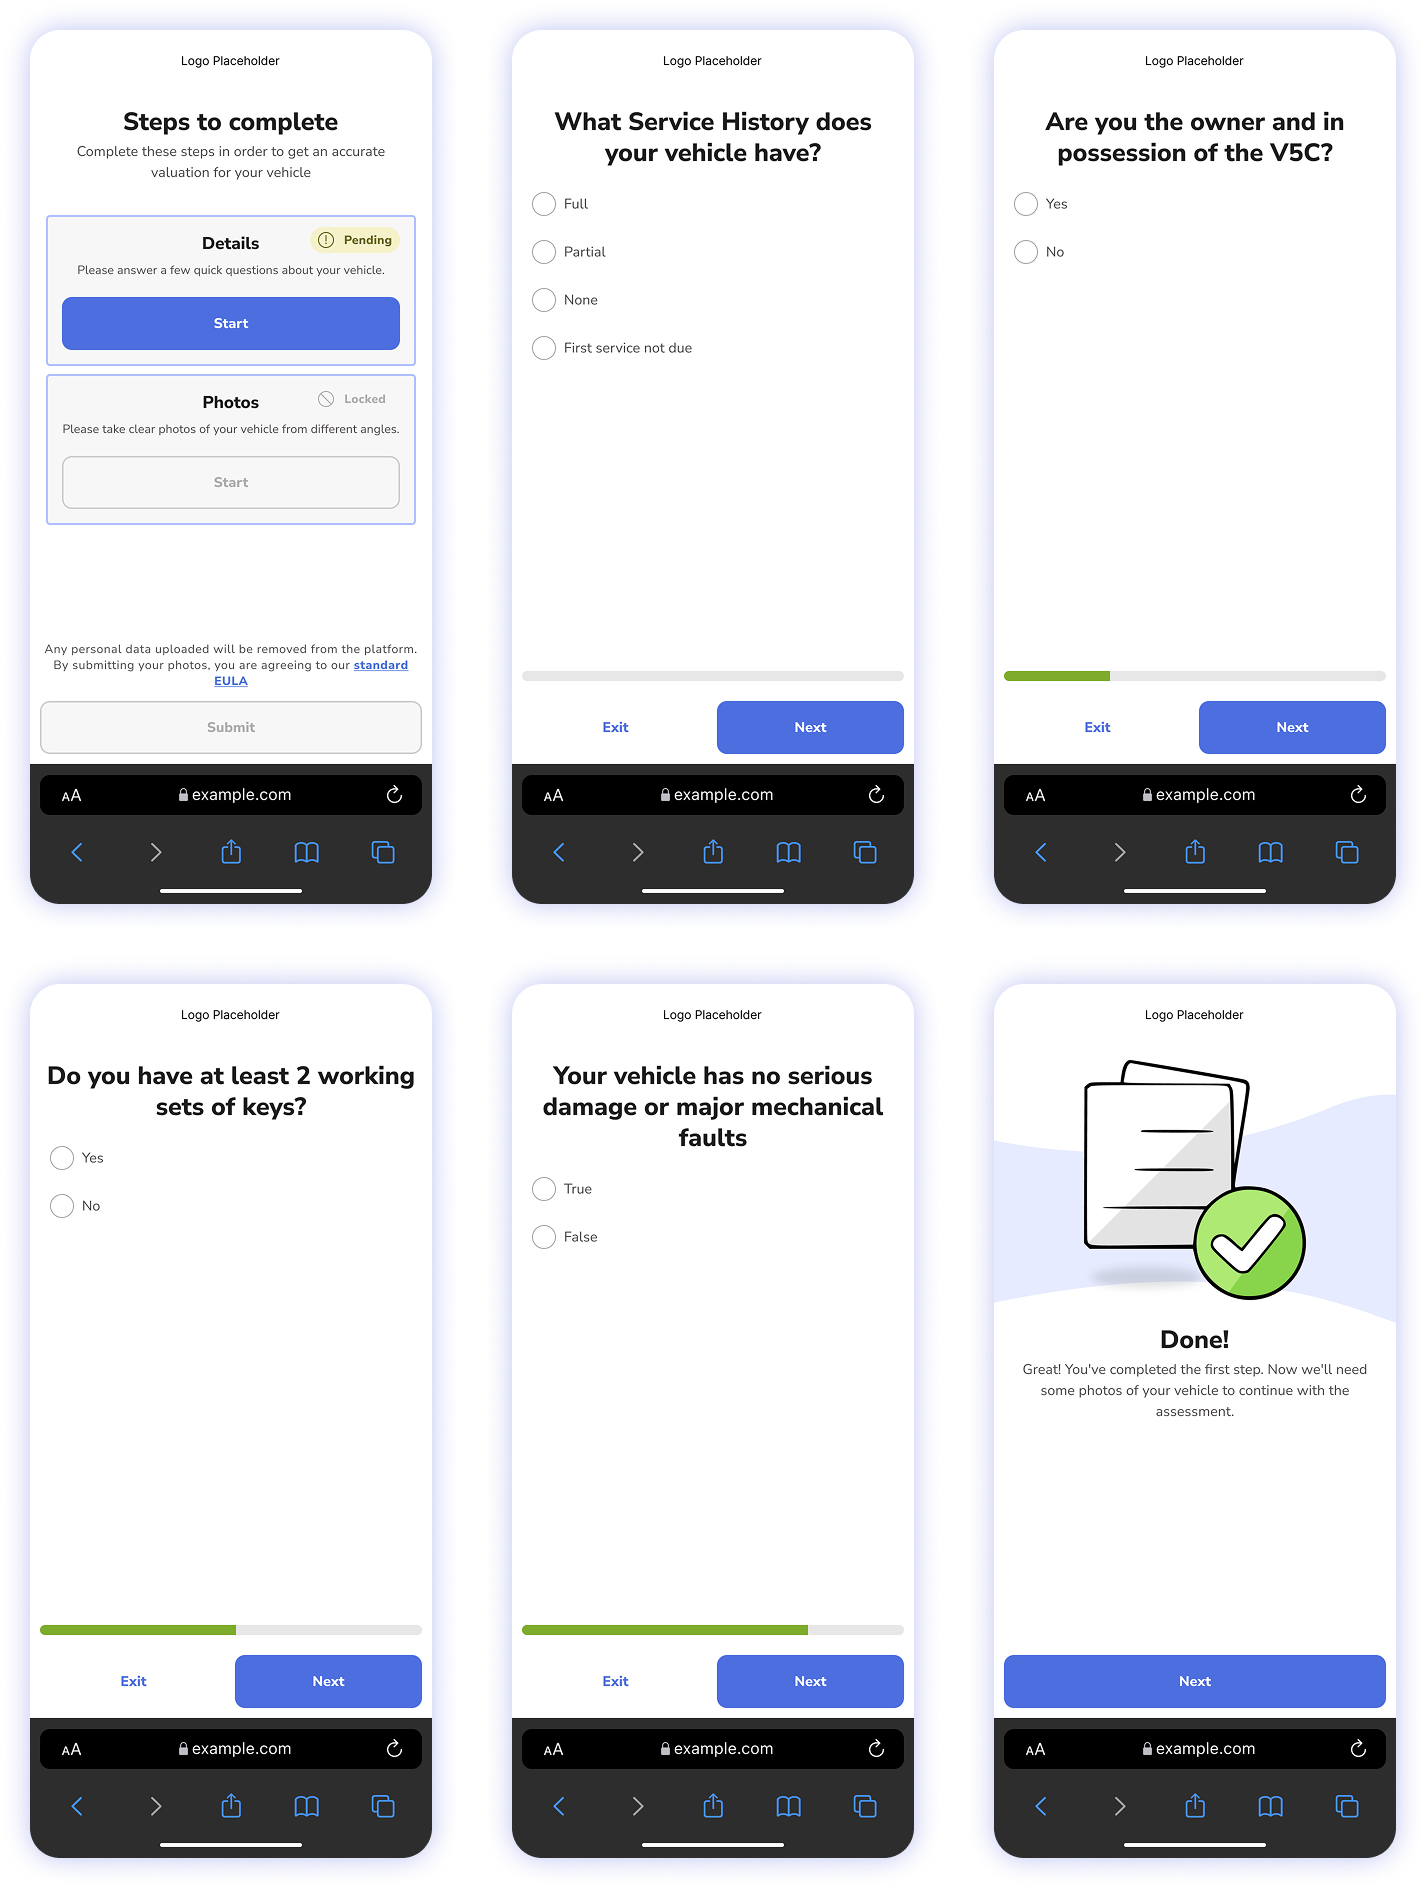 Logo Placeholder
Steps to complete
Complete these steps in order to get an accurate
valuation for your vehicle
Details
Pending
Please answer a few quick questions about your vehicle.
Start
Photos
Locked
Please take clear photos of your vehicle from different angles.
Start
Any personal data uploaded will be removed from the platform.
By submitting your photos, you are agreeing to our standard
EULA
Submit
AA
example.com
Logo Placeholder
What Service History does
your vehicle have?
Full
Partial
None
First service not due
Exit
Next
AA
example.com
Logo Placeholder
Are you the owner and in
possession of the V5C?
Yes
No
Exit
Next
AA
example.com
Logo Placeholder
Do you have at least 2 working
sets of keys?
Yes
No
Exit
Next
AA
example.com
Logo Placeholder
Your vehicle has no serious
damage or major mechanical
faults
True
False
Exit
Next
AA
example.com
Logo Placeholder
Done!
Great! You've completed the first step. Now we'll need
some photos of your vehicle to continue with the
assessment.
Next
AA
example.com